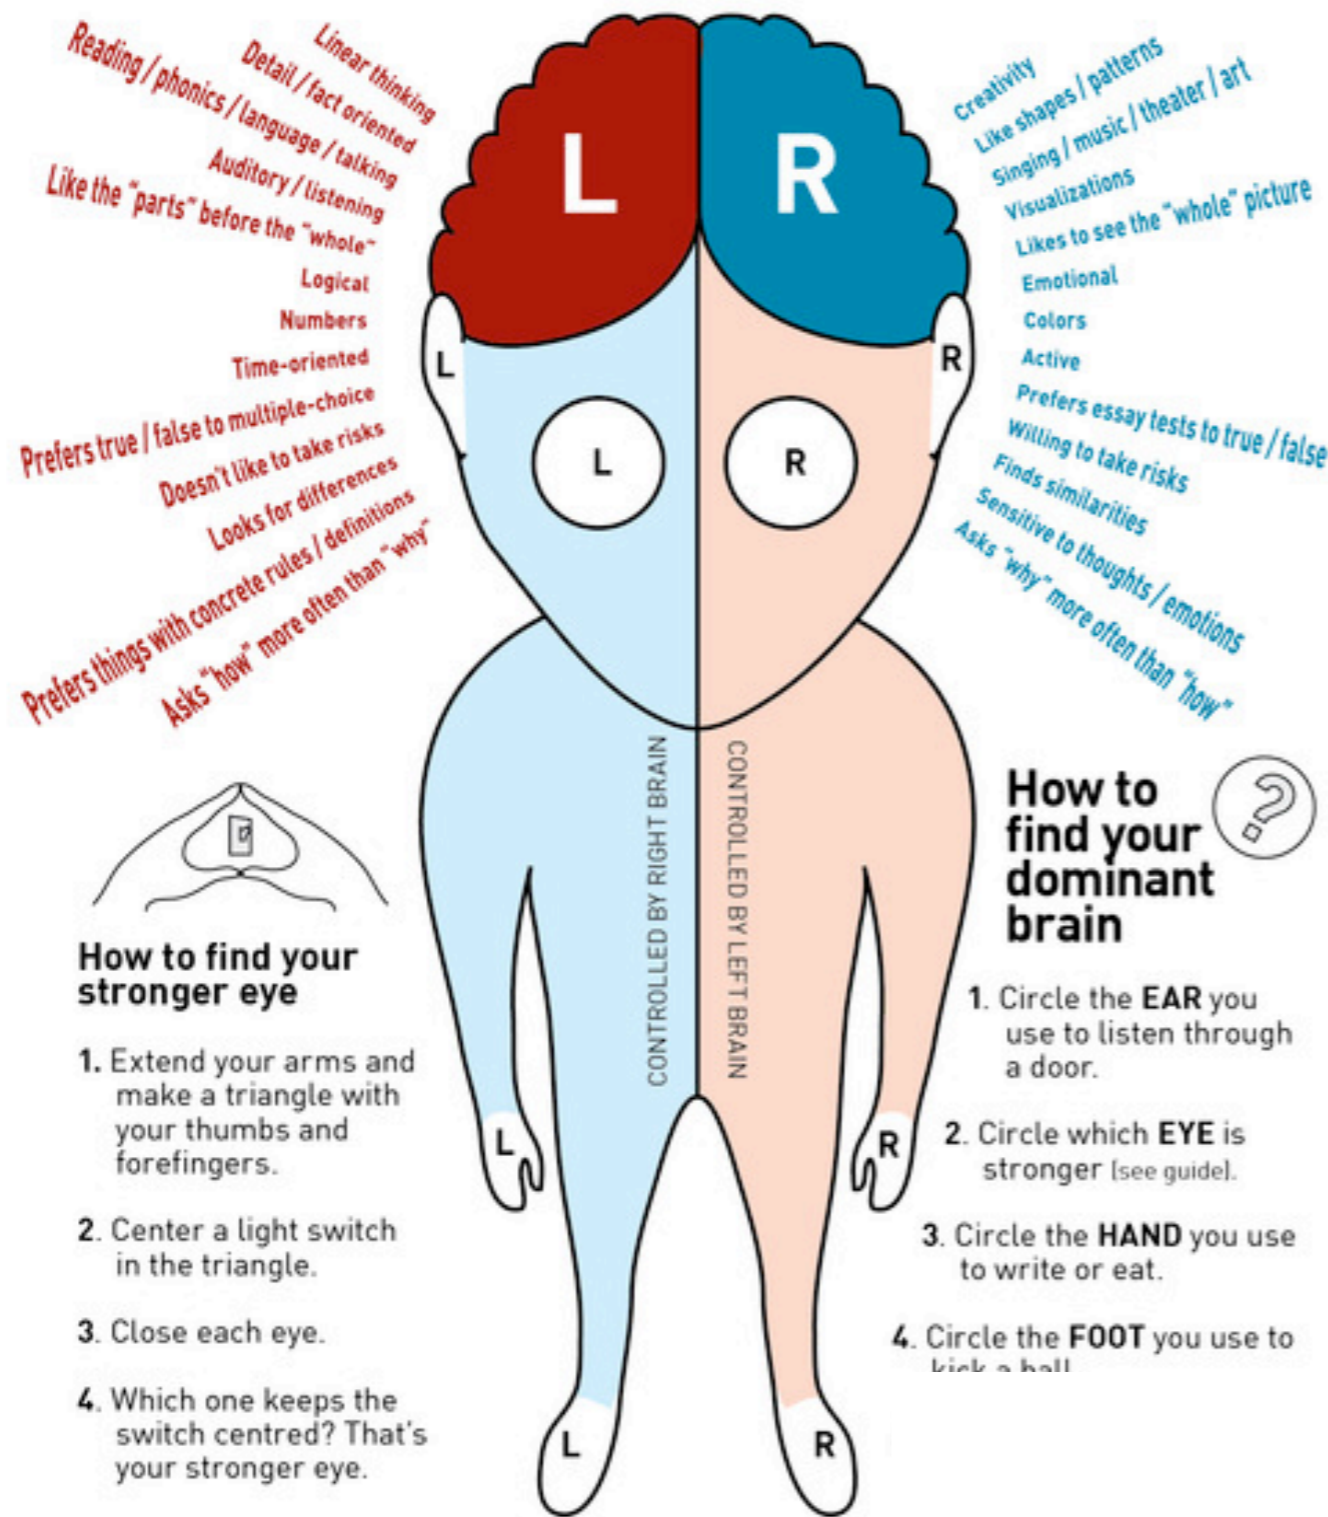 Linear thinking
Detail / fact oriented
Reading / phonics / language / talking
Auditory / listening
Like the “parts” before the “whole”
Logical
Numbers
Time-oriented
Prefers true / false to multiple-choice
Doesn't like to take risks
Looks for differences
Prefers things with concrete rules / definitions
Asks “how” more often than “why”
L
R
Creativity
Like shapes / patterns
Singing / music / theater / art
Visualizations
Likes to see the “whole” picture
Emotional
Colors
Active
Prefers essay tests to true / false
Willing to take risks
Finds similarities
Sensitive to thoughts / emotions
Asks “why” more often than “how”
L
R
L
R
CONTROLLED BY RIGHT BRAIN
CONTROLLED BY LEFT BRAIN
L
R
L
R
How to find your
stronger eye
1. Extend your arms and
make a triangle with
your thumbs and
forefingers.
2. Center a light switch
in the triangle.
3. Close each eye.
4. Which one keeps the
switch centred? That's
your stronger eye.
How to
find your
dominant
brain
?
1. Circle the EAR you
use to listen through
a door.
2. Circle which EYE is
stronger (see guide).
3. Circle the HAND you use
to write or eat.
4. Circle the FOOT you use to
kick a ball